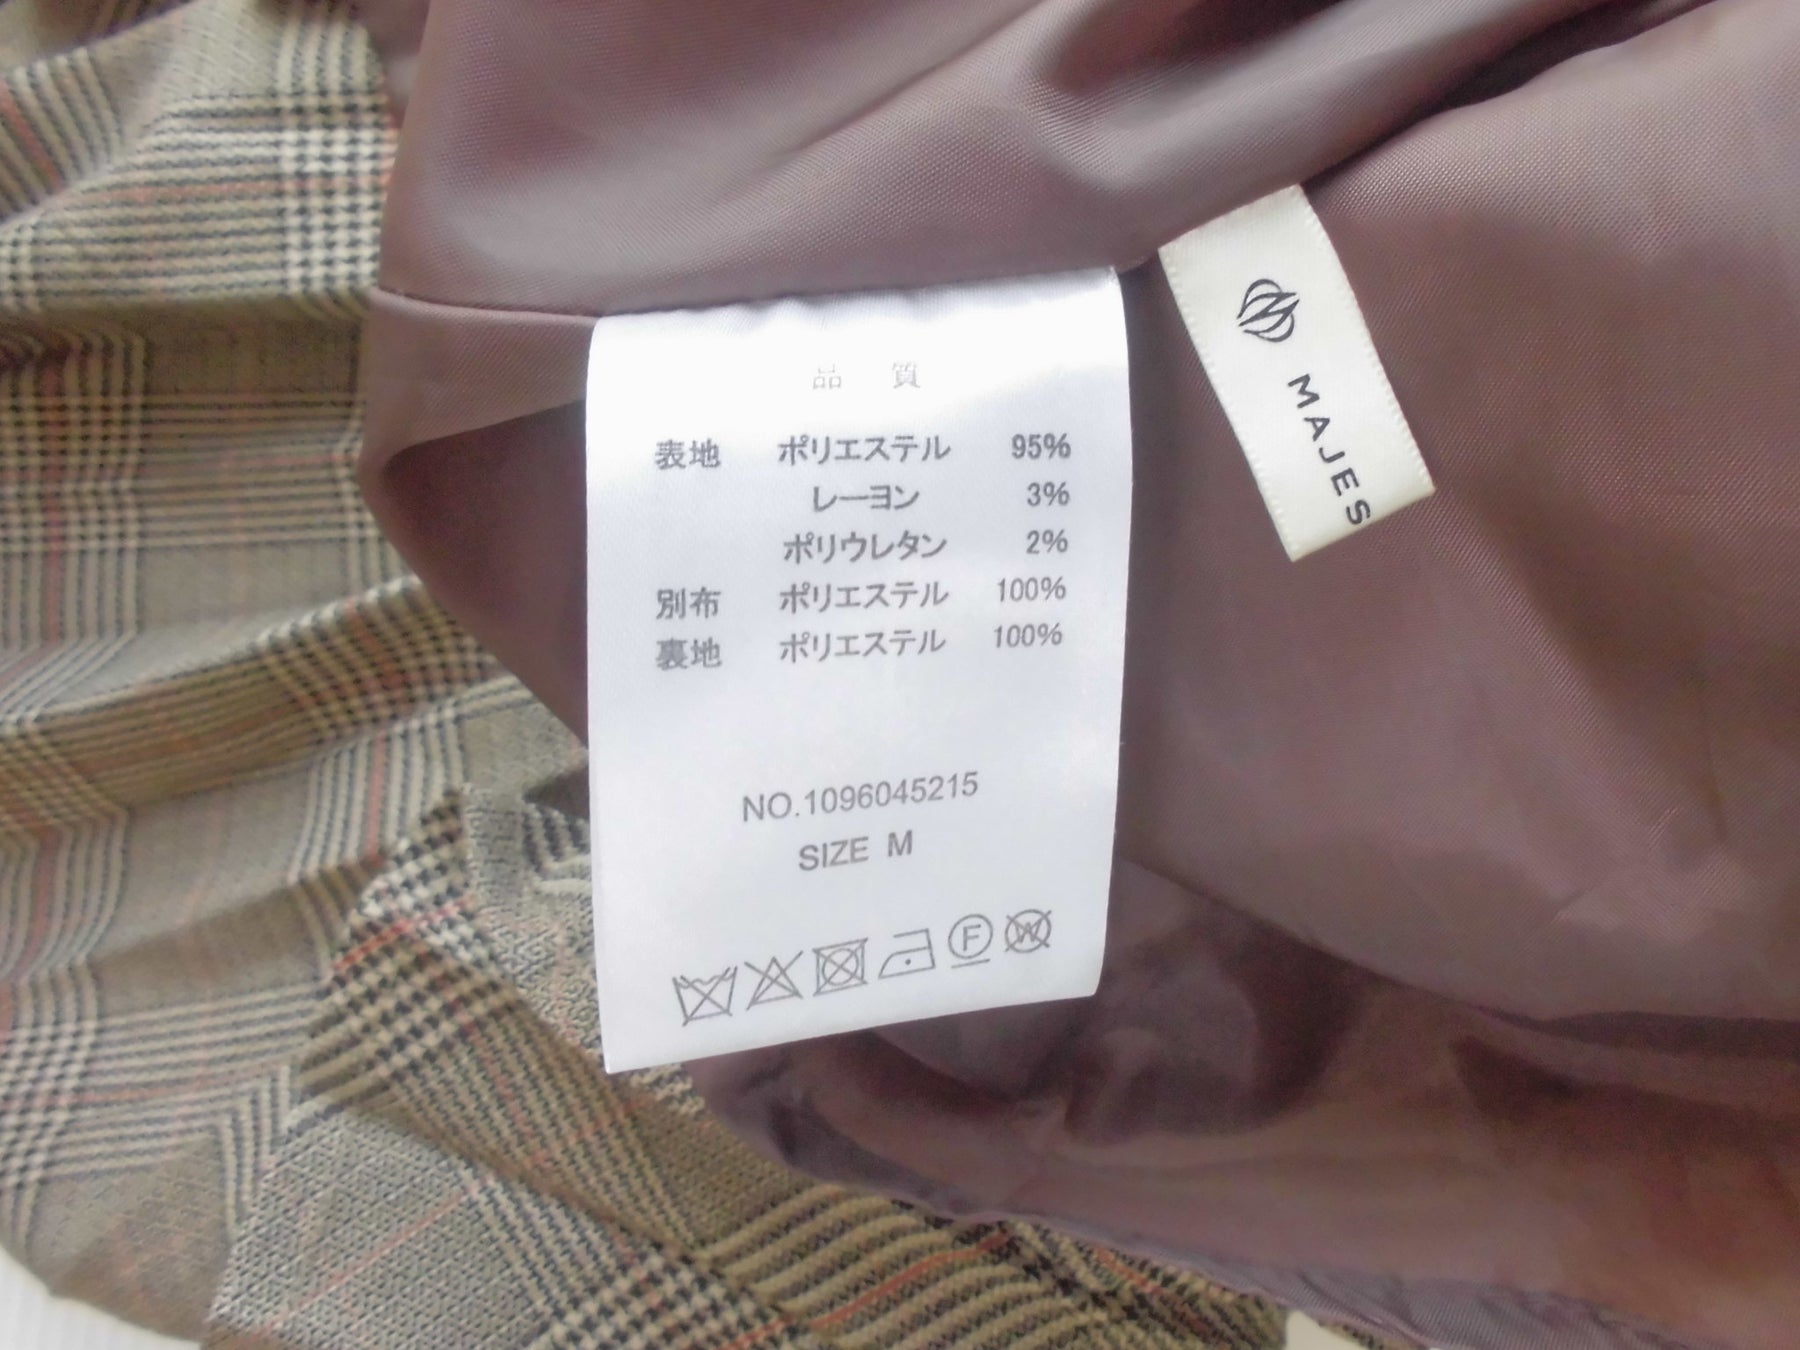 品 質
表地 ポリエステル 95%
レーヨン 3%
ポリウレタン 2%
別布 ポリエステル 100%
裏地 ポリエステル 100%
NO.1096045215
SIZE M
F W
MAJES